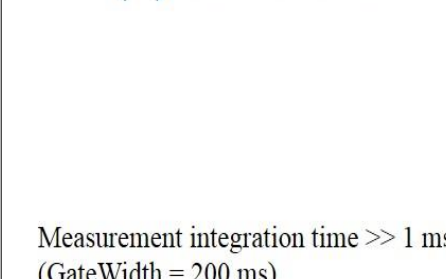 Measurement integration time >> 1 ms
(GateWidth = 200 ms)